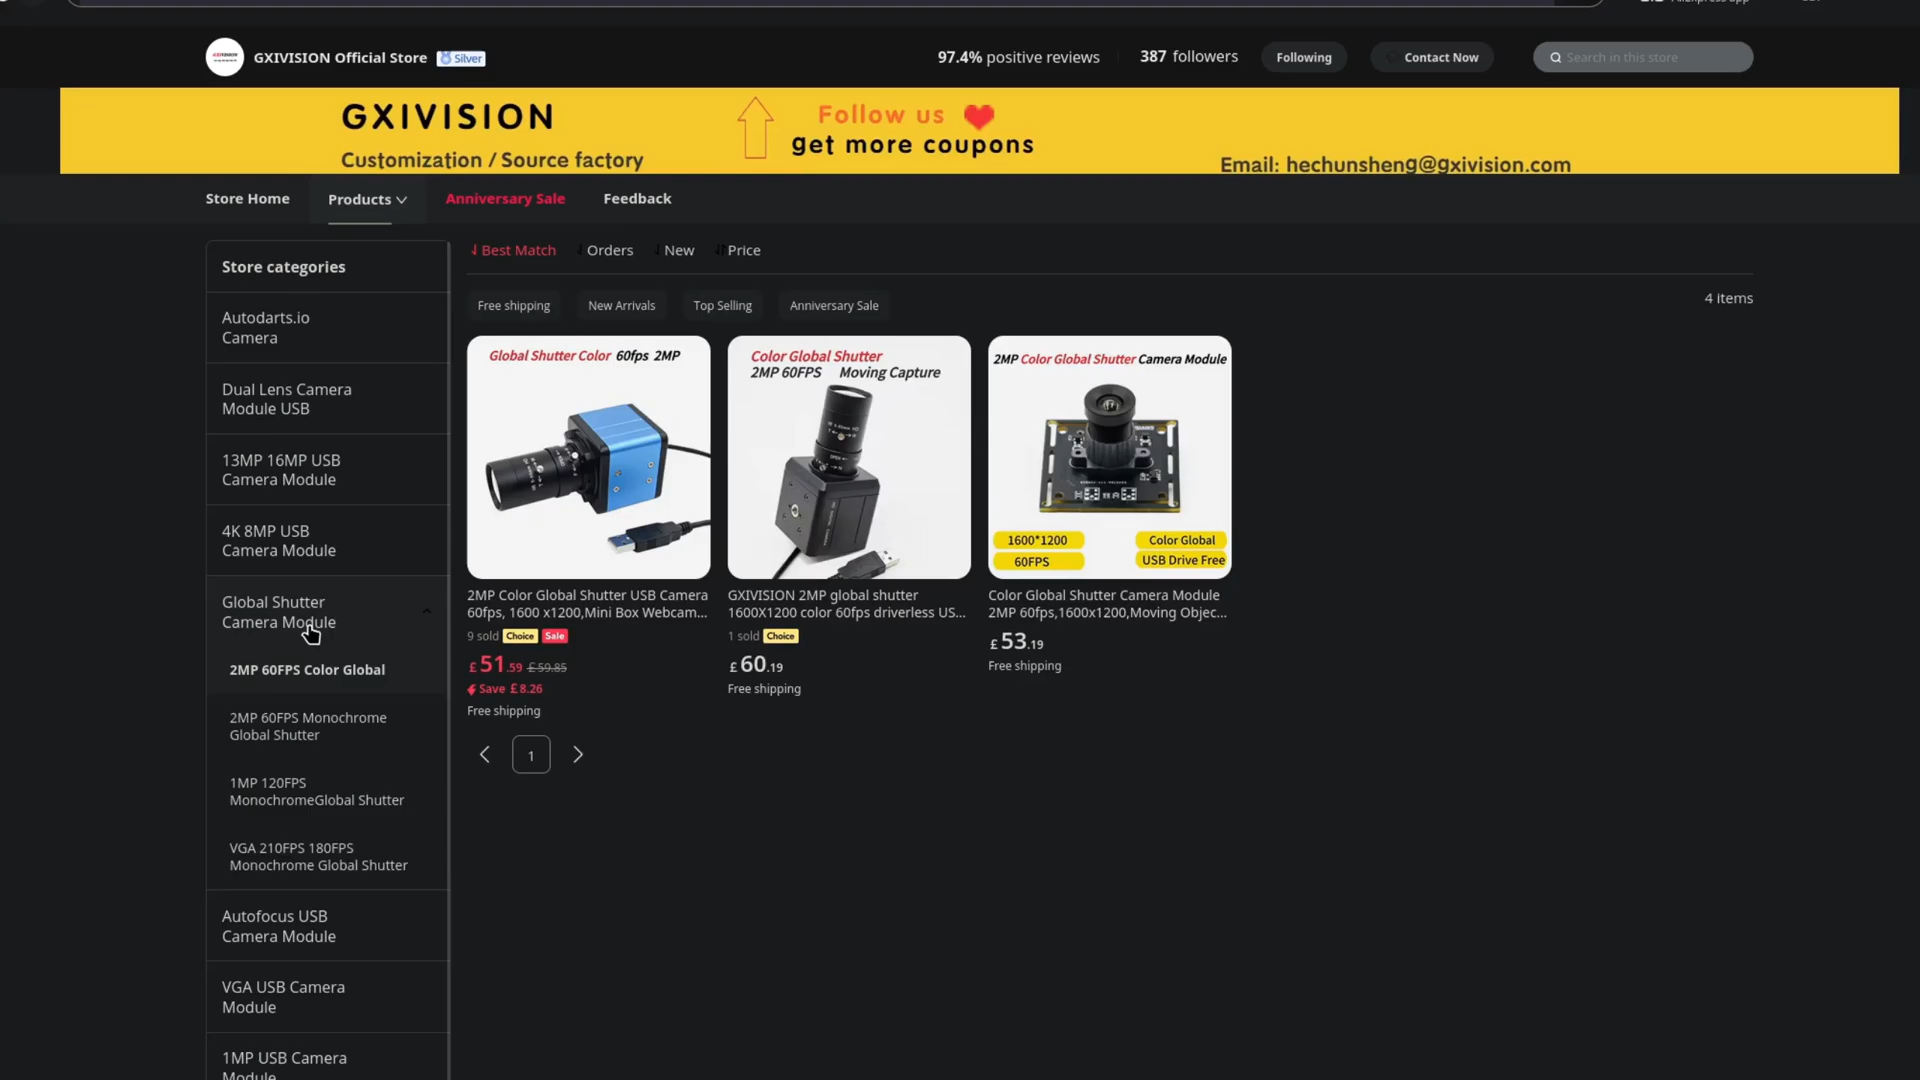 GXIVISION Official Store Silver
97.4% positive reviews
387 followers
Following
Contact Now
Search in this store
GXIVISION
Customization / Source factory
Follow us
get more coupons
Email: hechunsheng@gxivision.com
Store Home
Products
Anniversary Sale
Feedback
Store categories
Autodarts.io
Camera
Dual Lens Camera
Module USB
13MP 16MP USB
Camera Module
4K 8MP USB
Camera Module
Global Shutter
Camera Module
2MP 60FPS Color Global
2MP 60FPS Monochrome
Global Shutter
1MP 120FPS
MonochromeGlobal Shutter
VGA 210FPS 180FPS
Monochrome Global Shutter
Autofocus USB
Camera Module
VGA USB Camera
Module
1MP USB Camera
Module
Best Match
Orders
New
Price
Free shipping
New Arrivals
Top Selling
Anniversary Sale
4 Items
Global Shutter Color 60fps 2MP
2MP Color Global Shutter USB Camera
60fps, 1600 x1200,Mini Box Webcam...
9 sold Choice Sale
£51.59 £59.85
Save £8.26
Free shipping
Color Global Shutter
2MP 60FPS Moving Capture
GXIVISION 2MP global shutter
1600X1200 color 60fps driverless US...
1 sold Choice
£60.19
Free shipping
2MP Color Global Shutter Camera Module
1600*1200
60FPS
Color Global
USB Drive Free
Color Global Shutter Camera Module
2MP 60fps,1600x1200,Moving Objec...
£53.19
Free shipping
1